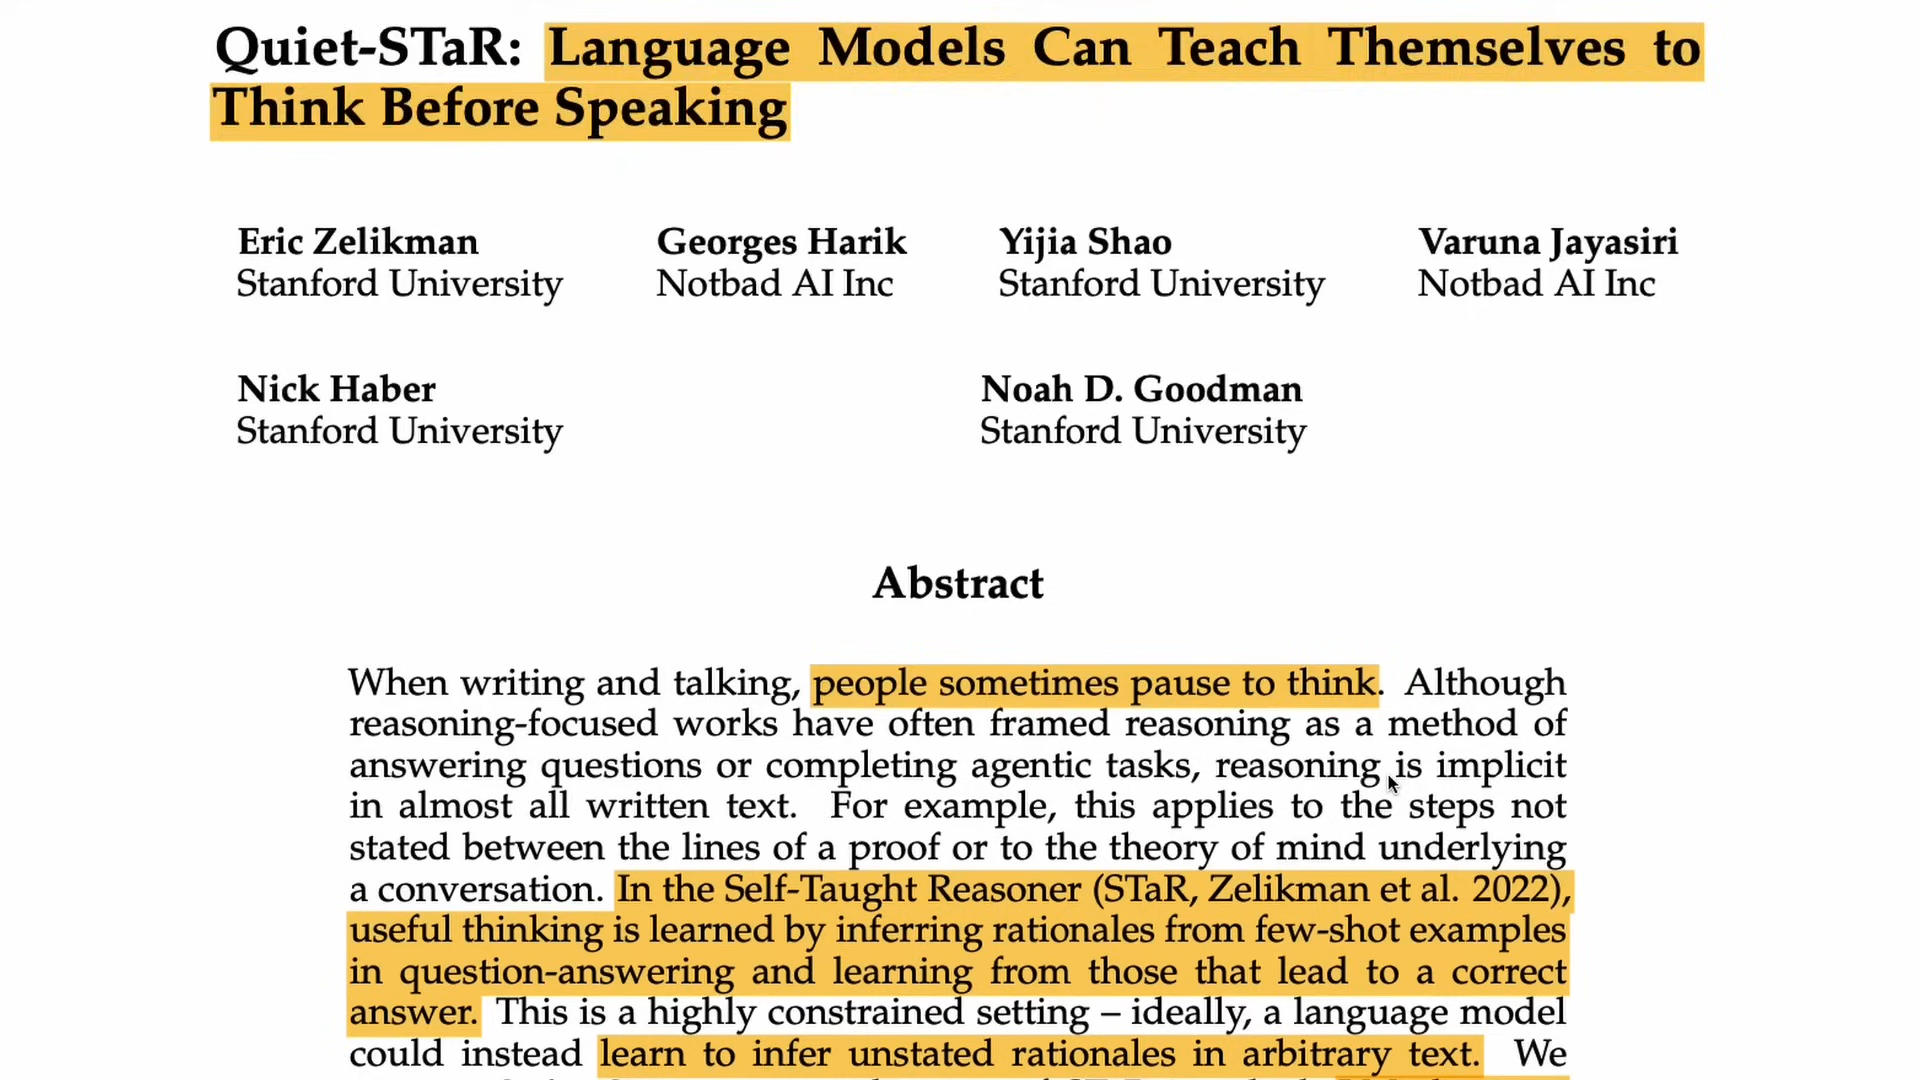 Quiet-STaR: Language Models Can Teach Themselves to
Think Before Speaking
Eric Zelikman
Stanford University
Georges Harik
Notbad AI Inc
Yijia Shao
Stanford University
Varuna Jayasiri
Notbad AI Inc
Nick Haber
Stanford University
Noah D. Goodman
Stanford University
Abstract
When writing and talking, people sometimes pause to think. Although
reasoning-focused works have often framed reasoning as a method of
answering questions or completing agentic tasks, reasoning is implicit
in almost all written text. For example, this applies to the steps not
stated between the lines of a proof or to the theory of mind underlying
a conversation. In the Self-Taught Reasoner (STaR, Zelikman et al. 2022),
useful thinking is learned by inferring rationales from few-shot examples
in question-answering and learning from those that lead to a correct
answer. This is a highly constrained setting – ideally, a language model
could instead learn to infer unstated rationales in arbitrary text. We